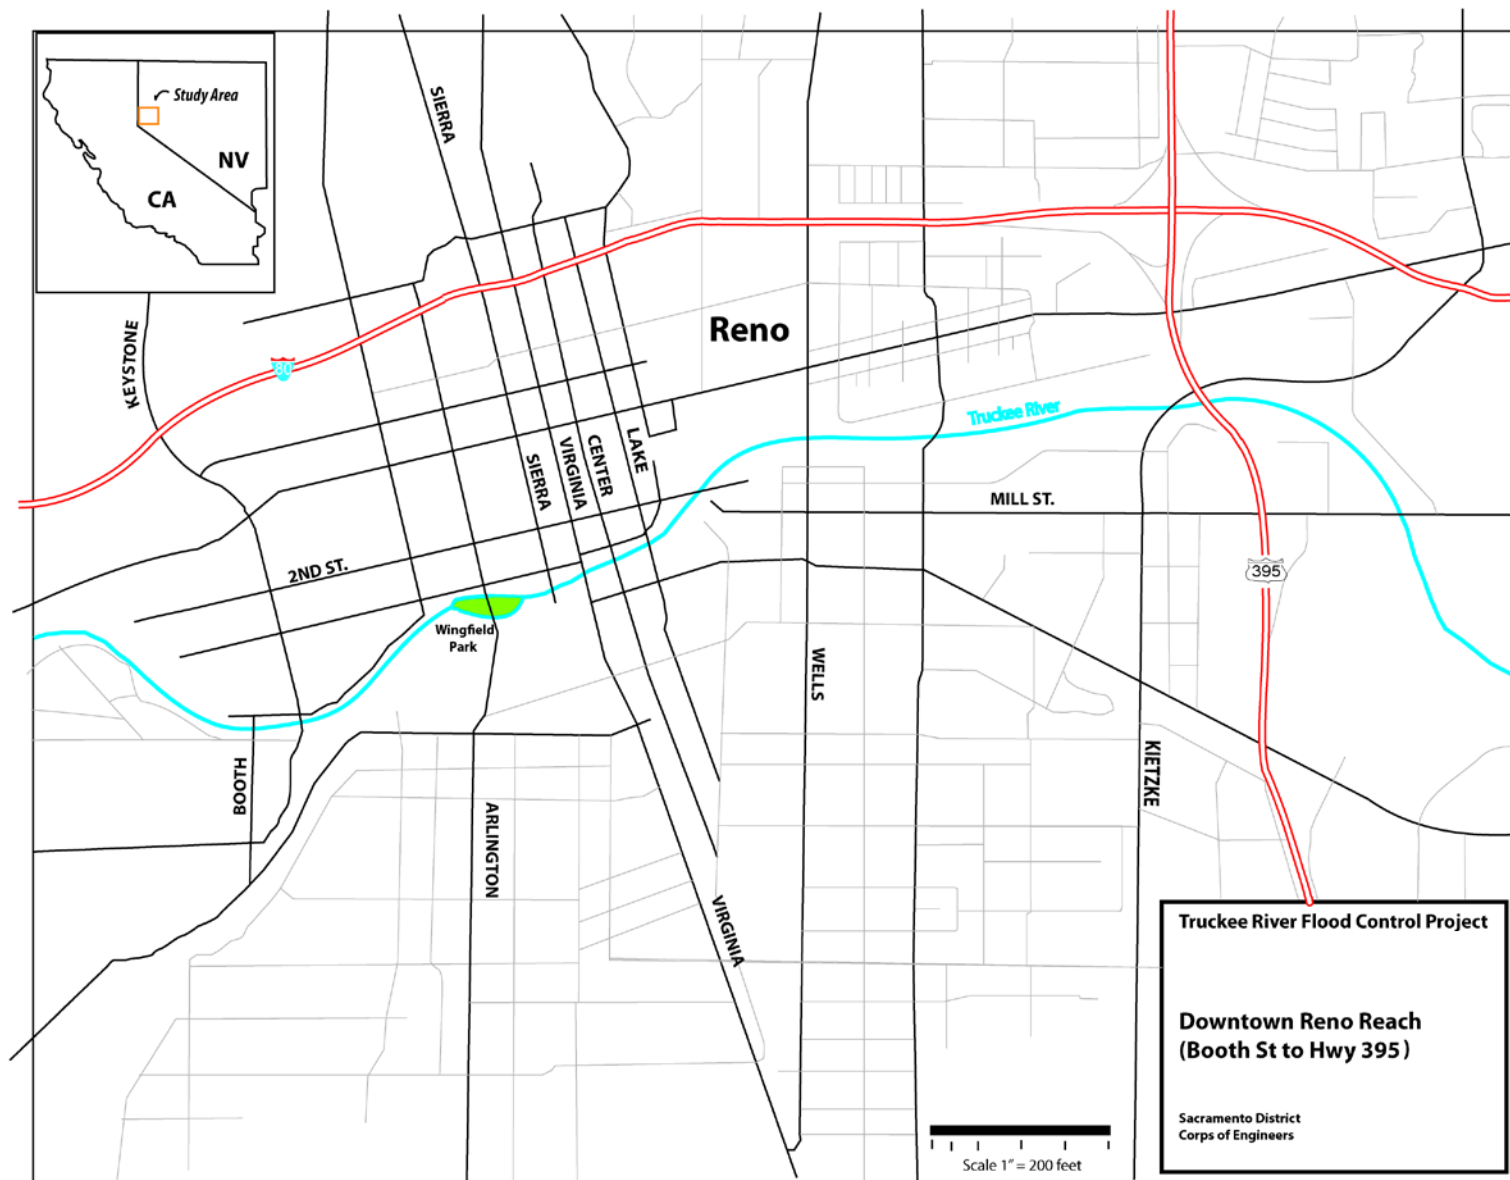 Study Area
NV
CA
SIERRA
KEYSTONE
80
Reno
Truckee River
SIERRA
VIRGINIA
CENTER
LAKE
MILL ST.
2ND ST.
395
Wingfield
Park
WELLS
BOOTH
ARLINGTON
KIETZKE
VIRGINIA
Truckee River Flood Control Project
Downtown Reno Reach
(Booth St to Hwy 395)
Sacramento District
Corps of Engineers
Scale 1" = 200 feet